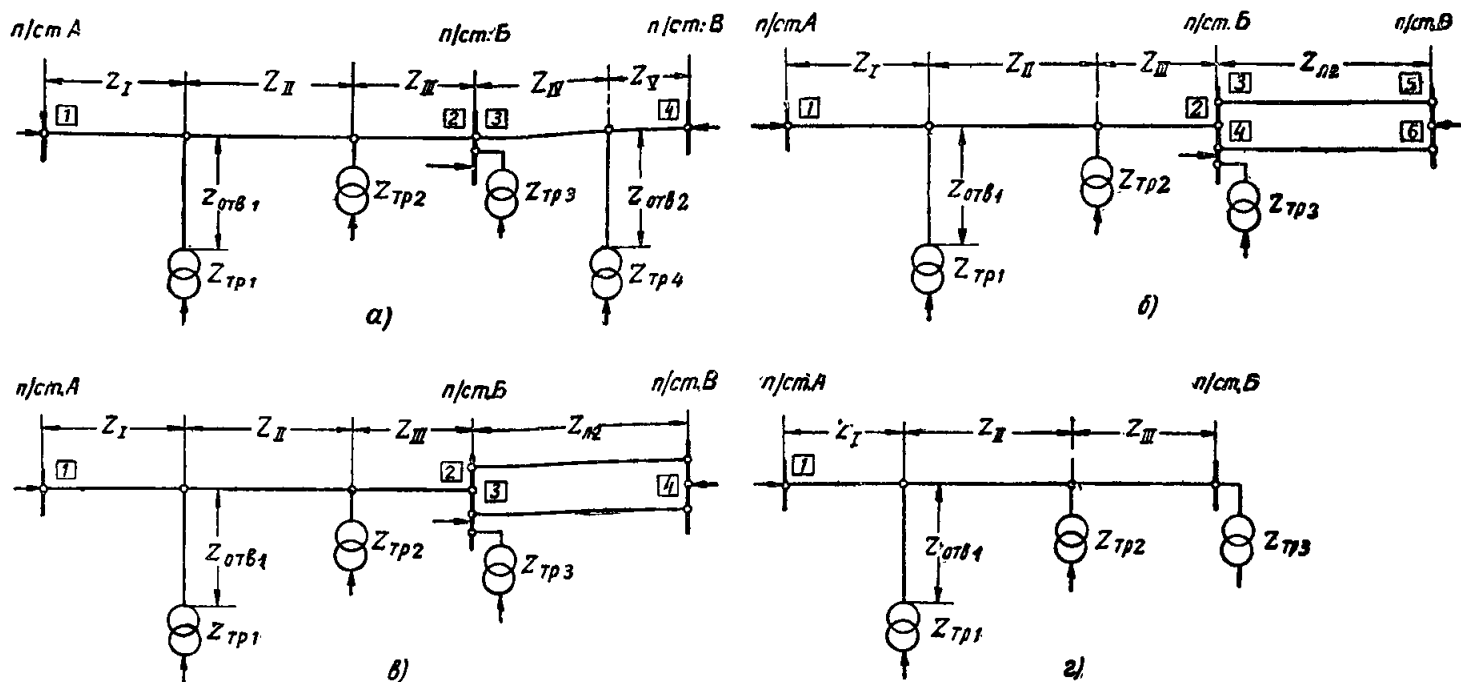 п/ст А
п/ст. Б
п/ст. В
Z_I
Z_II
Z_III
Z_IV
Z_V
1
2
3
4
Z_отв1
Z_тр2
Z_тр3
Z_отв2
Z_тр1
Z_тр4
а)
п/ст.А
п/ст. Б
п/ст.В
Z_I
Z_II
Z_III
Z_л2
1
2
3
4
5
6
Z_отв1
Z_тр2
Z_тр3
Z_тр1
б)
п/ст.А
п/ст.Б
п/ст.В
Z_I
Z_II
Z_III
Z_л2
1
2
3
4
Z_отв1
Z_тр2
Z_тр3
Z_тр1
в)
п/ст.А
п/ст.Б
Z_I
Z_II
Z_III
1
Z_отв1
Z_тр2
Z_тр3
Z_тр1
г)